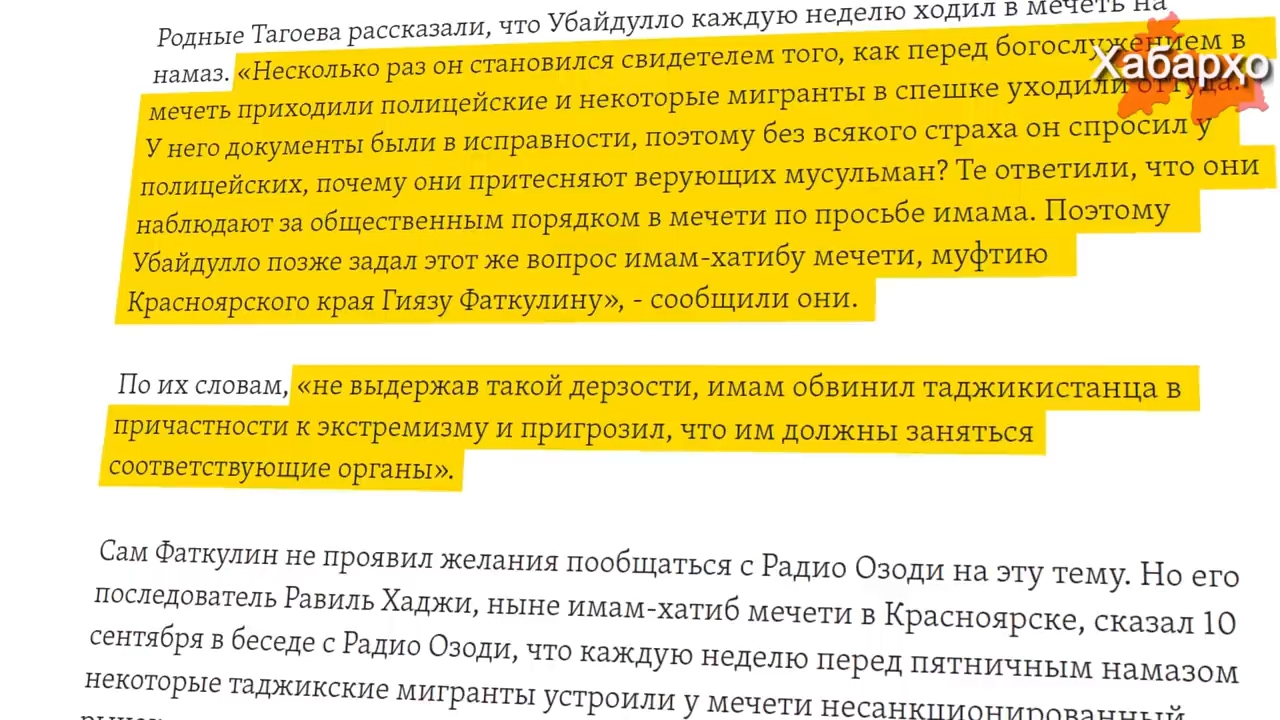 Родные Тагоева рассказали, что Убайдулло каждую неделю ходил в мечеть на
намаз. «Несколько раз он становился свидетелем того, как перед богослужением в
мечеть приходили полицейские и некоторые мигранты в спешке уходили оттуда.
У него документы были в исправности, поэтому без всякого страха он спросил у
полицейских, почему они притесняют верующих мусульман? Те ответили, что они
наблюдают за общественным порядком в мечети по просьбе имама. Поэтому
Убайдулло позже задал этот же вопрос имам-хатибу мечети, муфтию
Красноярского края Гиязу Фаткулину», - сообщили они.
По их словам, «не выдержав такой дерзости, имам обвинил таджикистанца в
причастности к экстремизму и пригрозил, что им должны заняться
соответствующие органы».
Сам Фаткулин не проявил желания пообщаться с Радио Озоди на эту тему. Но его
последователь Равиль Хаджи, ныне имам-хатиб мечети в Красноярске, сказал 10
сентября в беседе с Радио Озоди, что каждую неделю перед пятничным намазом
некоторые таджикские мигранты устроили у мечети несанкционированный
Хабарҳо